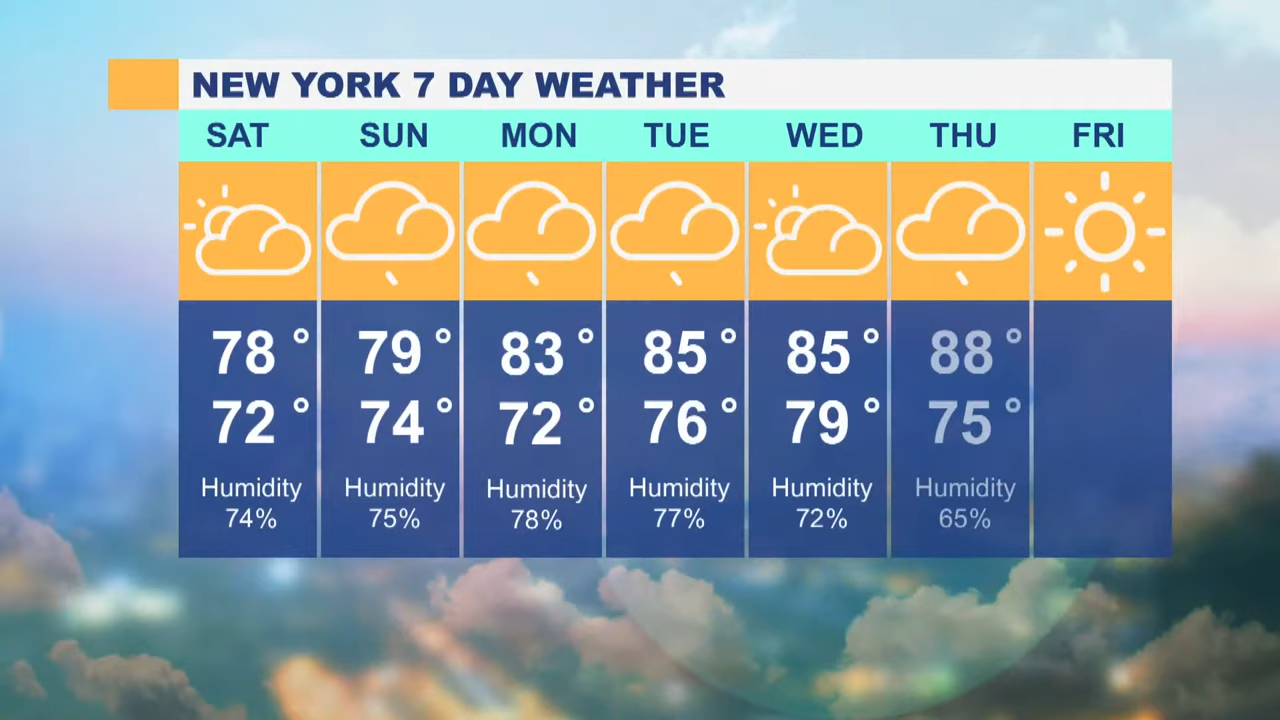 NEW YORK 7 DAY WEATHER
SAT SUN MON TUE WED THU FRI
78° 79° 83° 85° 85° 88°
72° 74° 72° 76° 79° 75°
Humidity Humidity Humidity Humidity Humidity Humidity
74% 75% 78% 77% 72% 65%